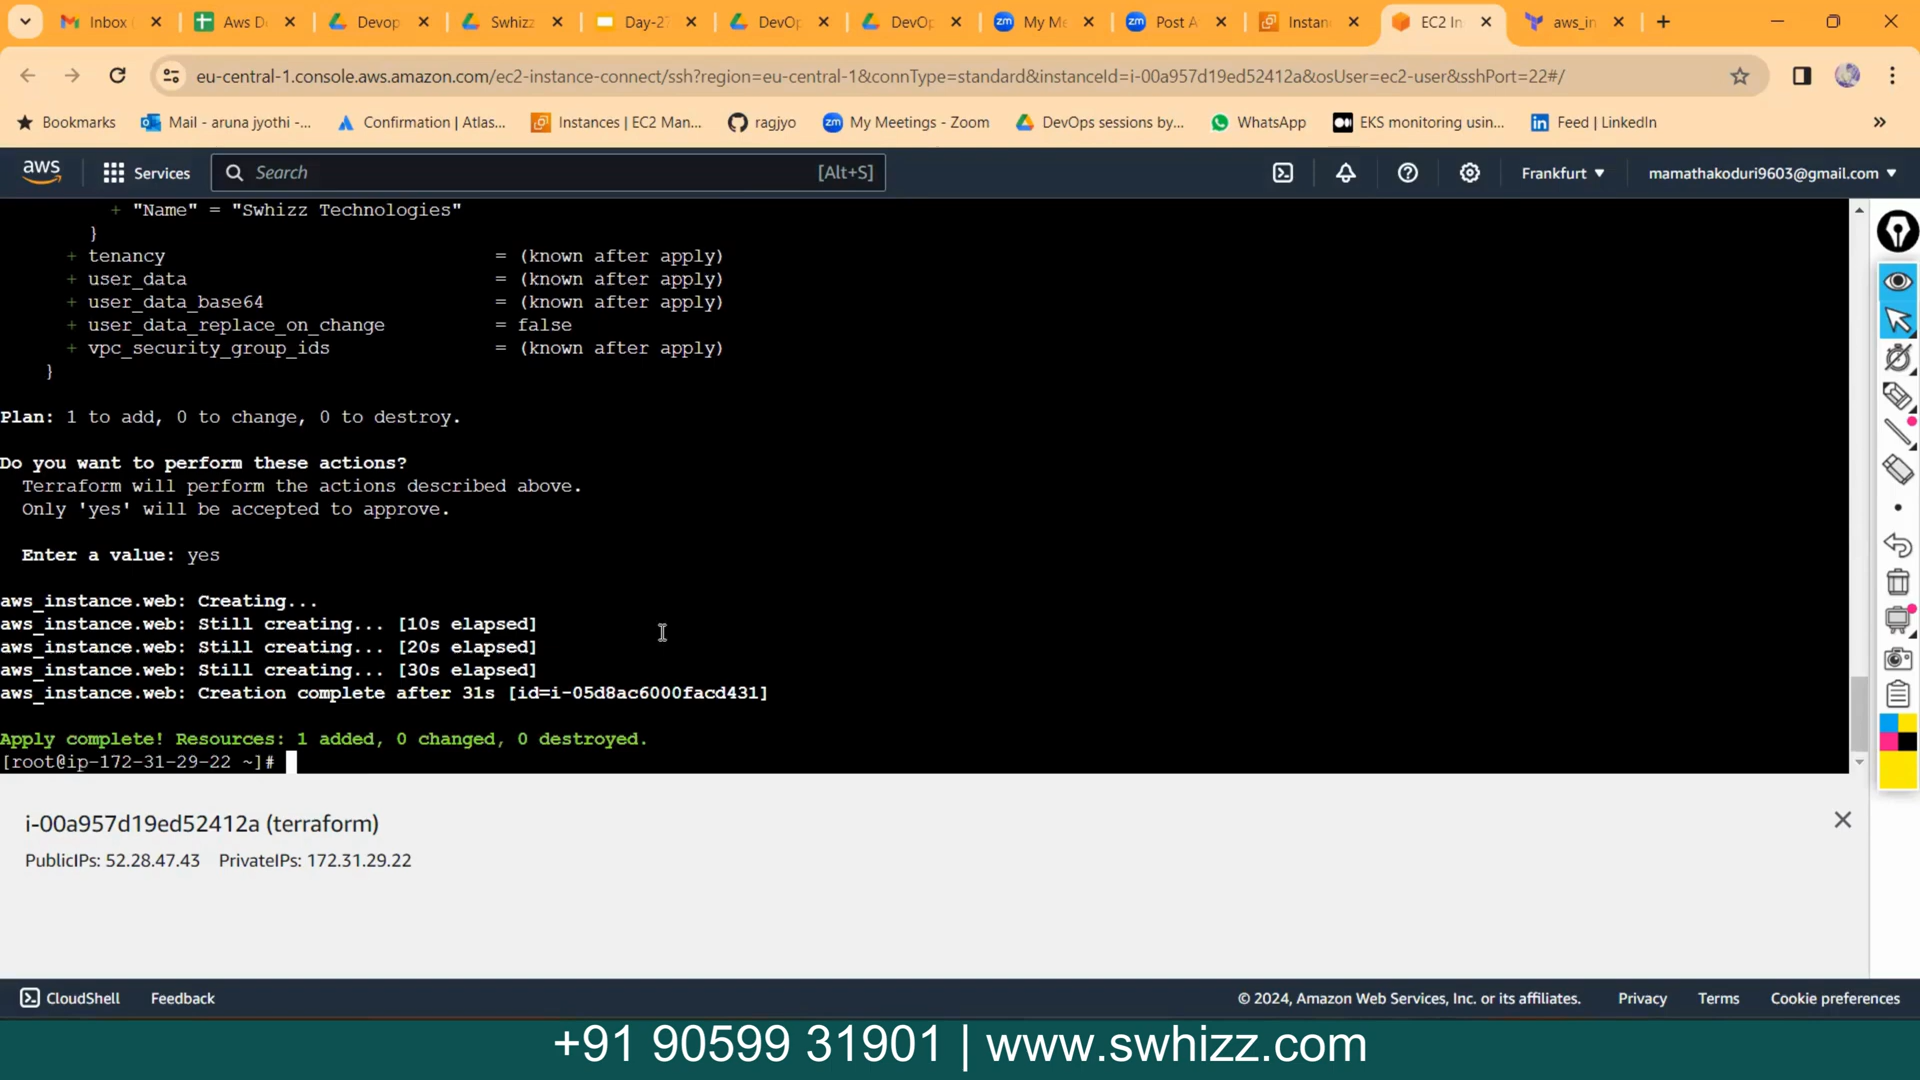 Inbox
Aws D
Devop
Swhizz
Day-27
DevOp
DevOp
My Me
Post A
Instan
EC2 In
aws_in
eu-central-1.console.aws.amazon.com/ec2-instance-connect/ssh?region=eu-central-1&connType=standard&instanceId=i-00a957d19ed52412a&osUser=ec2-user&sshPort=22#/
Bookmarks
Mail - aruna jyothi -...
Confirmation | Atlas...
Instances | EC2 Man...
ragjyo
My Meetings - Zoom
DevOps sessions by...
WhatsApp
EKS monitoring usin...
Feed | LinkedIn
aws
Services
Search
[Alt+S]
Frankfurt
mamathakoduri9603@gmail.com
+ "Name" = "Swhizz Technologies"
}
+ tenancy = (known after apply)
+ user_data = (known after apply)
+ user_data_base64 = (known after apply)
+ user_data_replace_on_change = false
+ vpc_security_group_ids = (known after apply)
}
Plan: 1 to add, 0 to change, 0 to destroy.
Do you want to perform these actions?
Terraform will perform the actions described above.
Only 'yes' will be accepted to approve.
Enter a value: yes
aws_instance.web: Creating...
aws_instance.web: Still creating... [10s elapsed]
aws_instance.web: Still creating... [20s elapsed]
aws_instance.web: Still creating... [30s elapsed]
aws_instance.web: Creation complete after 31s [id=i-05d8ac6000facd431]
Apply complete! Resources: 1 added, 0 changed, 0 destroyed.
[root@ip-172-31-29-22 ~]#
i-00a957d19ed52412a (terraform)
PublicIPs: 52.28.47.43 PrivateIPs: 172.31.29.22
CloudShell
Feedback
© 2024, Amazon Web Services, Inc. or its affiliates.
Privacy
Terms
Cookie preferences
+91 90599 31901 | www.swhizz.com